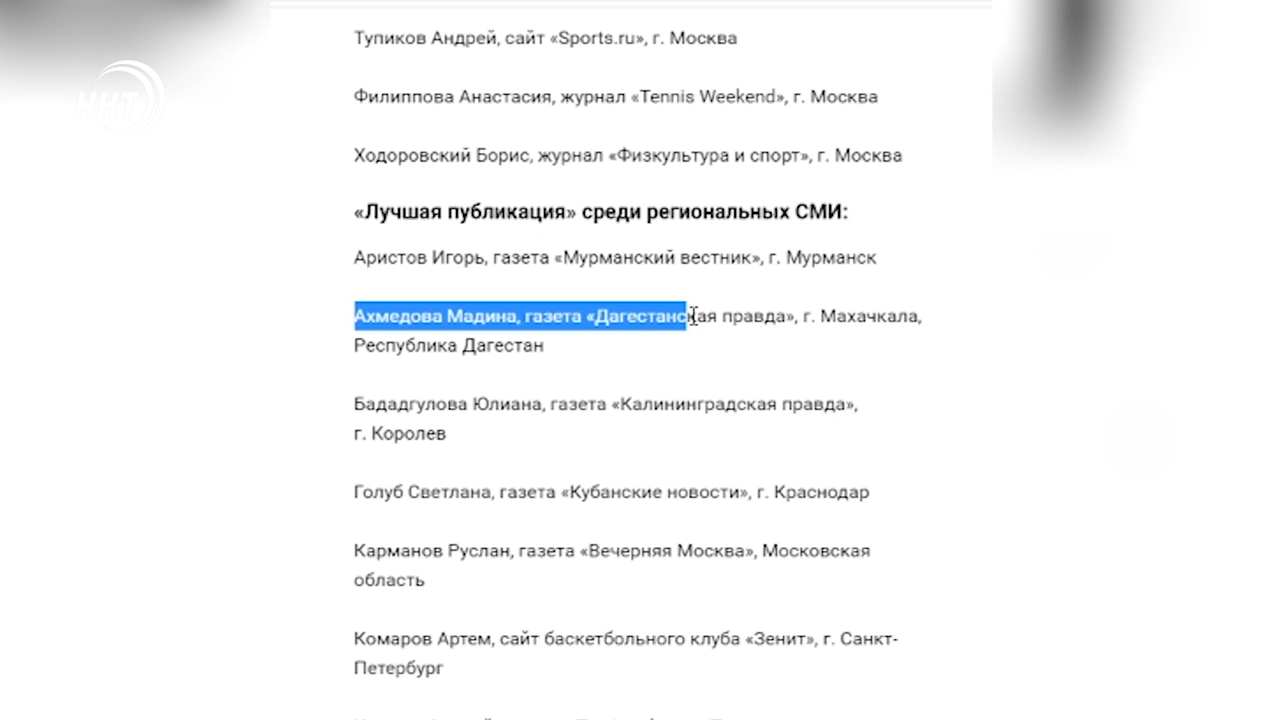 ННТ
Тупиков Андрей, сайт «Sports.ru», г. Москва
Филиппова Анастасия, журнал «Tennis Weekend», г. Москва
Ходоровский Борис, журнал «Физкультура и спорт», г. Москва
«Лучшая публикация» среди региональных СМИ:
Аристов Игорь, газета «Мурманский вестник», г. Мурманск
Ахмедова Мадина, газета «Дагестанская правда», г. Махачкала,
Республика Дагестан
Бададгулова Юлиана, газета «Калининградская правда»,
г. Королев
Голуб Светлана, газета «Кубанские новости», г. Краснодар
Карманов Руслан, газета «Вечерняя Москва», Московская
область
Комаров Артем, сайт баскетбольного клуба «Зенит», г. Санкт-
Петербург